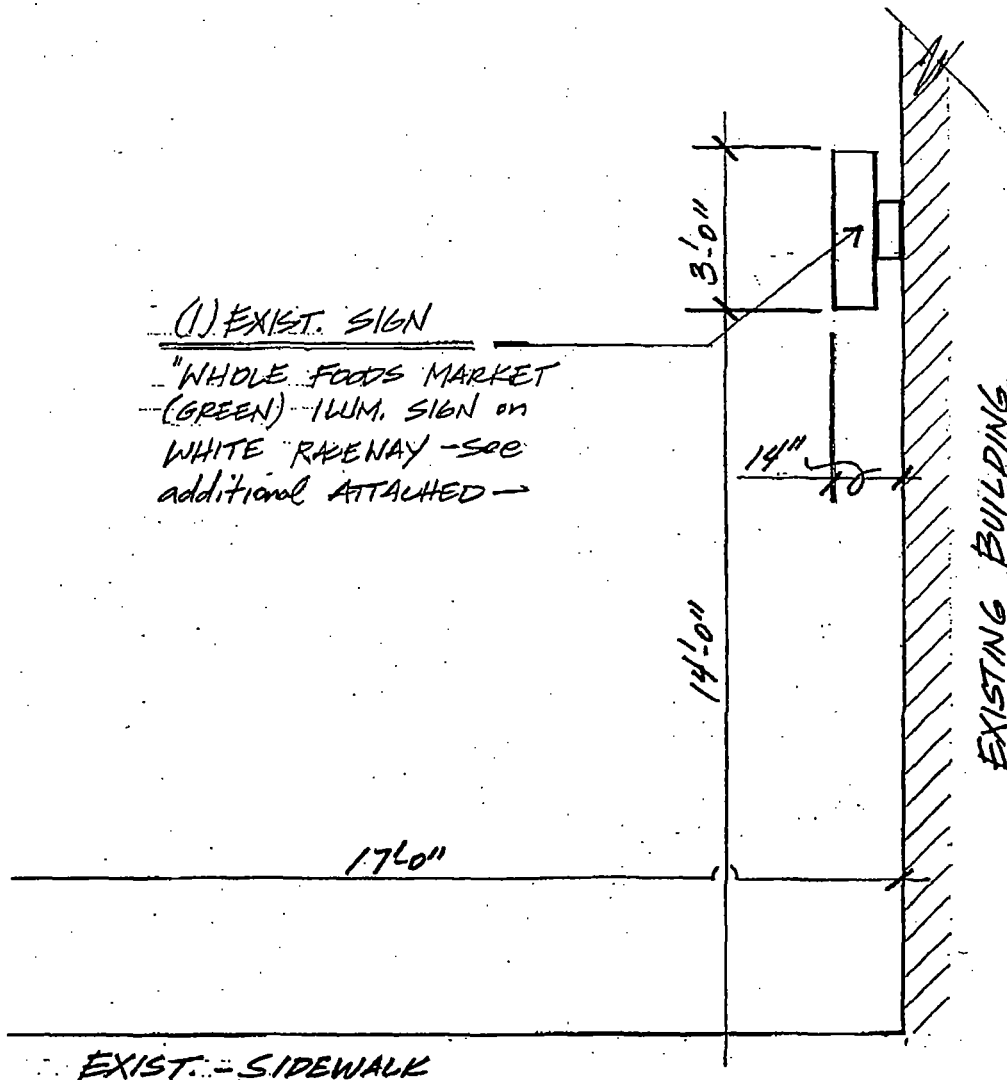 3'-0"
(1) EXIST. SIGN
"WHOLE FOODS MARKET
(GREEN) ILUM. SIGN on
WHITE RACEWAY - see
additional ATTACHED →
14"
EXISTING BUILDING
14'-0"
17'-0"
EXIST. - SIDEWALK